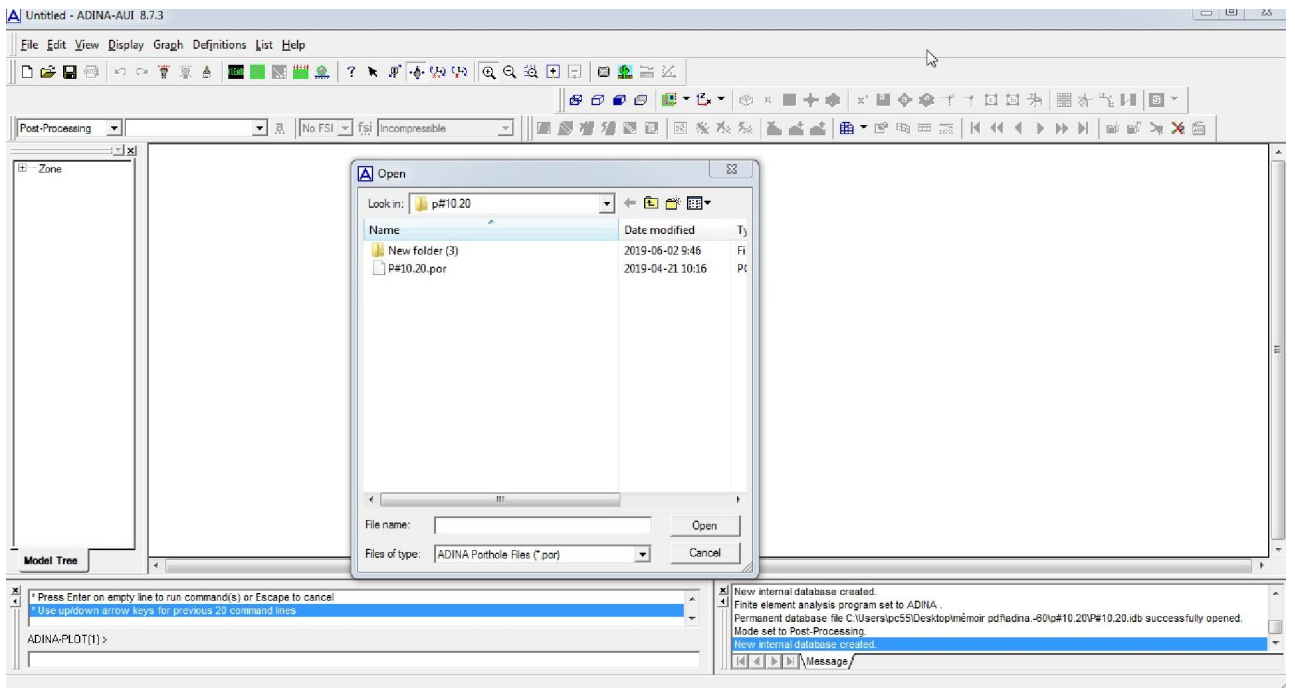 Untitled - ADINA-AUI 8.7.3
File Edit View Display Graph Definitions List Help
Post-Processing No FSI fsi Incompressible
Zone
Open
Look in: p#10.20
Name Date modified Ty
New folder (3) 2019-06-02 9:46 Fi
P#10.20.por 2019-04-21 10:16 PC
File name: Open
Files of type: ADINA Porthole Files (*.por) Cancel
Model Tree
* Press Enter on empty line to run command(s) or Escape to cancel
* Use up/down arrow keys for previous 20 command lines
ADINA-PLOT(1) >
New internal database created.
Finite element analysis program set to ADINA .
Permanent database file C:\Users\pc55\Desktop\mémoir pdf\adina.-60\p#10.20\P#10.20.idb successfully opened.
Mode set to Post-Processing.
New internal database created.
Message